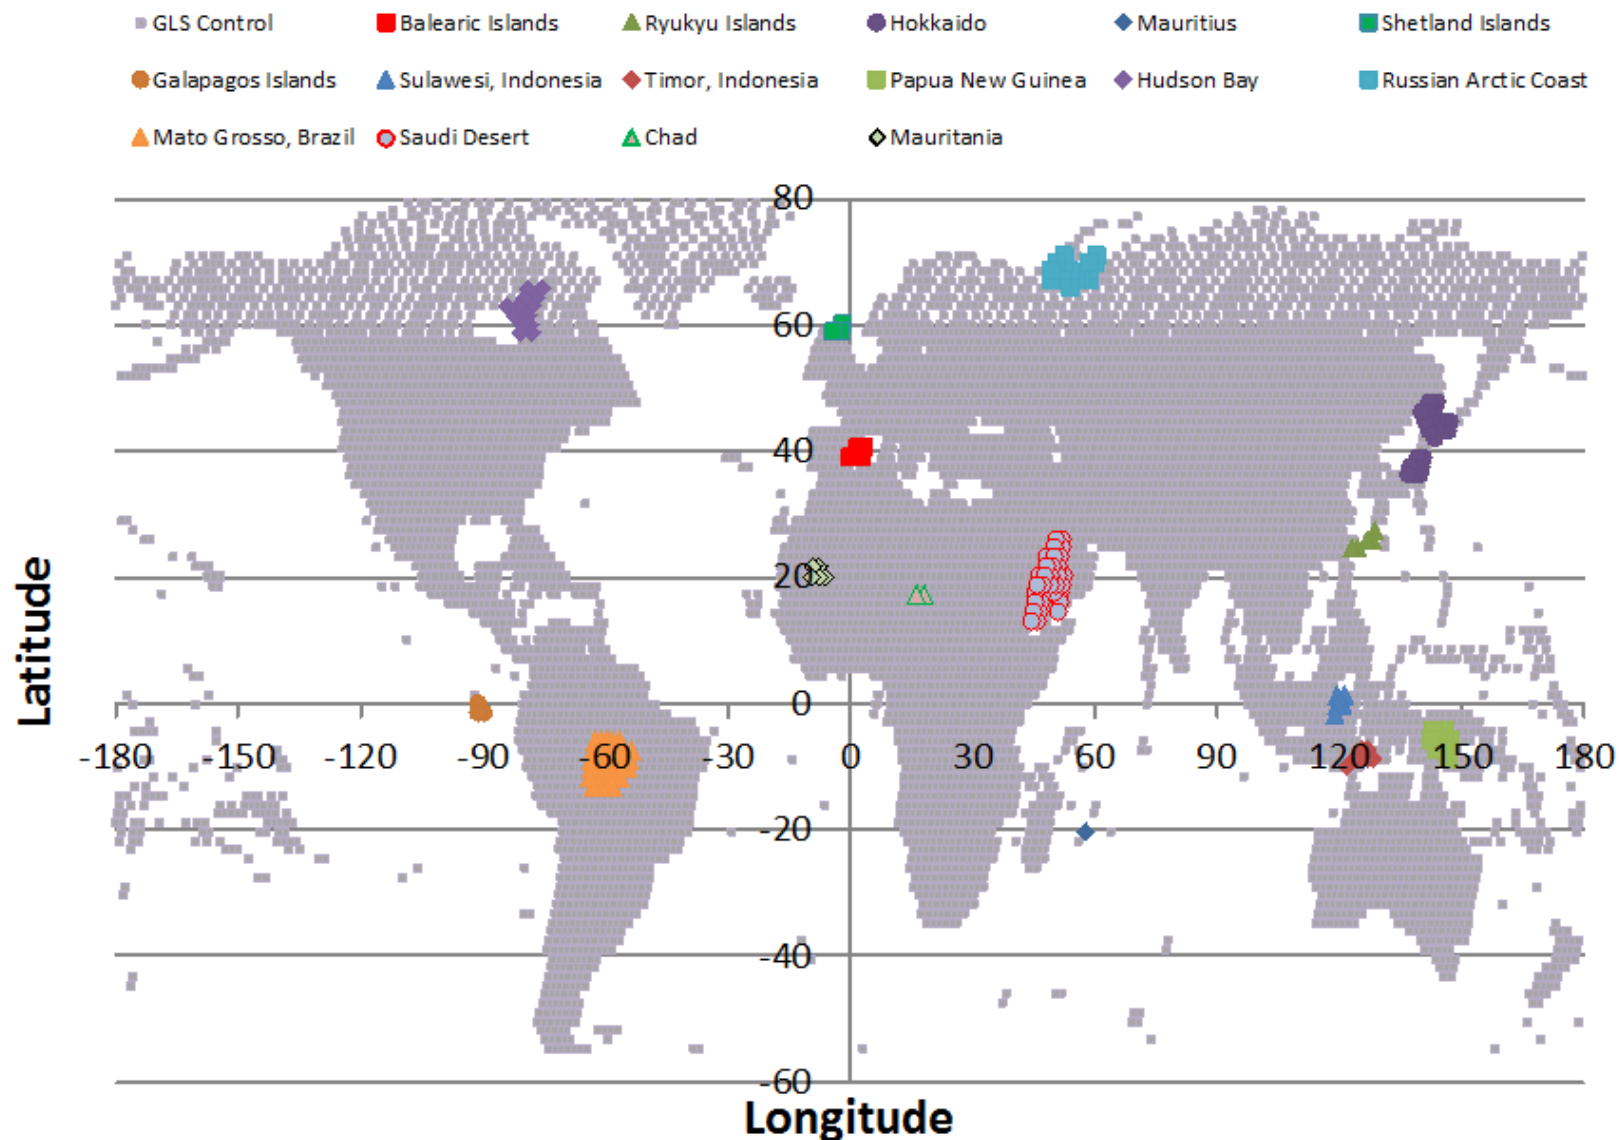 GLS Control Balearic Islands Ryukyu Islands Hokkaido Mauritius Shetland Islands
Galapagos Islands Sulawesi, Indonesia Timor, Indonesia Papua New Guinea Hudson Bay Russian Arctic Coast
Mato Grosso, Brazil Saudi Desert Chad Mauritania
80
60
40
20
0
-180 -150 -120 -90 -60 -30 0 30 60 90 120 150 180
-20
-40
-60
Latitude
Longitude